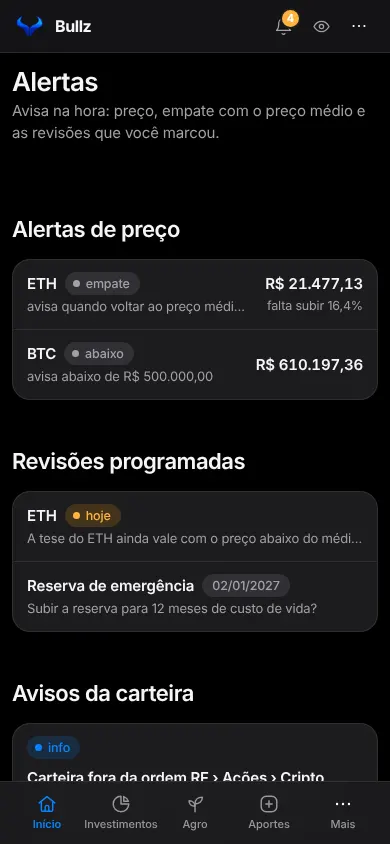 Bullz
4
Alertas
Avisa na hora: preço, empate com o preço médio e
as revisões que você marcou.
Alertas de preço
ETH empate R$ 21.477,13
avisa quando voltar ao preço médi... falta subir 16,4%
BTC abaixo R$ 610.197,36
avisa abaixo de R$ 500.000,00
Revisões programadas
ETH hoje
A tese do ETH ainda vale com o preço abaixo do médi...
Reserva de emergência 02/01/2027
Subir a reserva para 12 meses de custo de vida?
Avisos da carteira
info
Carteira fora da ordem RF › Ações › Cripto
Início Investimentos Agro Aportes Mais